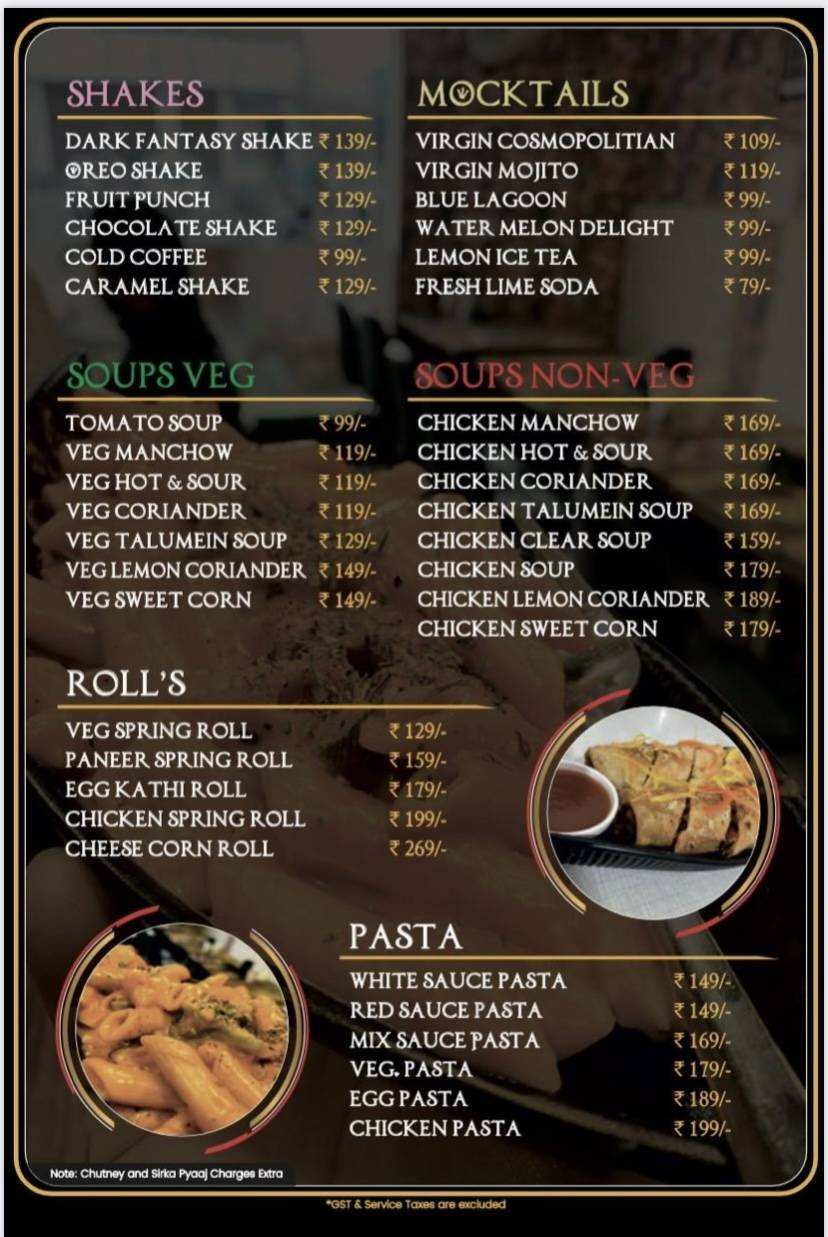 SHAKES
DARK FANTASY SHAKE ₹ 139/-
OREO SHAKE ₹ 139/-
FRUIT PUNCH ₹ 129/-
CHOCOLATE SHAKE ₹ 129/-
COLD COFFEE ₹ 99/-
CARAMEL SHAKE ₹ 129/-
MOCKTAILS
VIRGIN COSMOPOLITIAN ₹ 109/-
VIRGIN MOJITO ₹ 119/-
BLUE LAGOON ₹ 99/-
WATER MELON DELIGHT ₹ 99/-
LEMON ICE TEA ₹ 99/-
FRESH LIME SODA ₹ 79/-
SOUPS VEG
TOMATO SOUP ₹ 99/-
VEG MANCHOW ₹ 119/-
VEG HOT & SOUR ₹ 119/-
VEG CORIANDER ₹ 119/-
VEG TALUMEIN SOUP ₹ 129/-
VEG LEMON CORIANDER ₹ 149/-
VEG SWEET CORN ₹ 149/-
SOUPS NON-VEG
CHICKEN MANCHOW ₹ 169/-
CHICKEN HOT & SOUR ₹ 169/-
CHICKEN CORIANDER ₹ 169/-
CHICKEN TALUMEIN SOUP ₹ 169/-
CHICKEN CLEAR SOUP ₹ 159/-
CHICKEN SOUP ₹ 179/-
CHICKEN LEMON CORIANDER ₹ 189/-
CHICKEN SWEET CORN ₹ 179/-
ROLL'S
VEG SPRING ROLL ₹ 129/-
PANEER SPRING ROLL ₹ 159/-
EGG KATHI ROLL ₹ 179/-
CHICKEN SPRING ROLL ₹ 199/-
CHEESE CORN ROLL ₹ 269/-
PASTA
WHITE SAUCE PASTA ₹ 149/-
RED SAUCE PASTA ₹ 149/-
MIX SAUCE PASTA ₹ 169/-
VEG. PASTA ₹ 179/-
EGG PASTA ₹ 189/-
CHICKEN PASTA ₹ 199/-
Note: Chutney and Sirka Pyaaj Charges Extra
*GST & Service Taxes are excluded